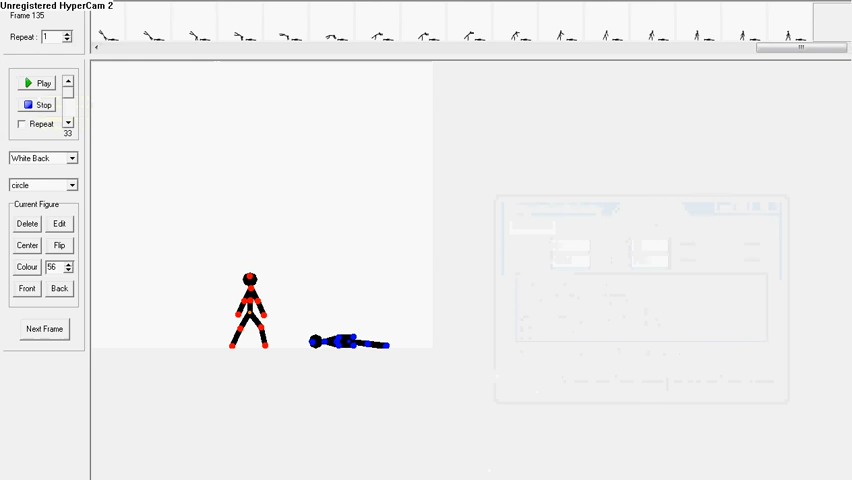 Unregistered HyperCam 2
Frame 135
Repeat : 1
Play
Stop
Repeat
33
White Back
circle
Current Figure
Delete Edit
Center Flip
Colour 56
Front Back
Next Frame